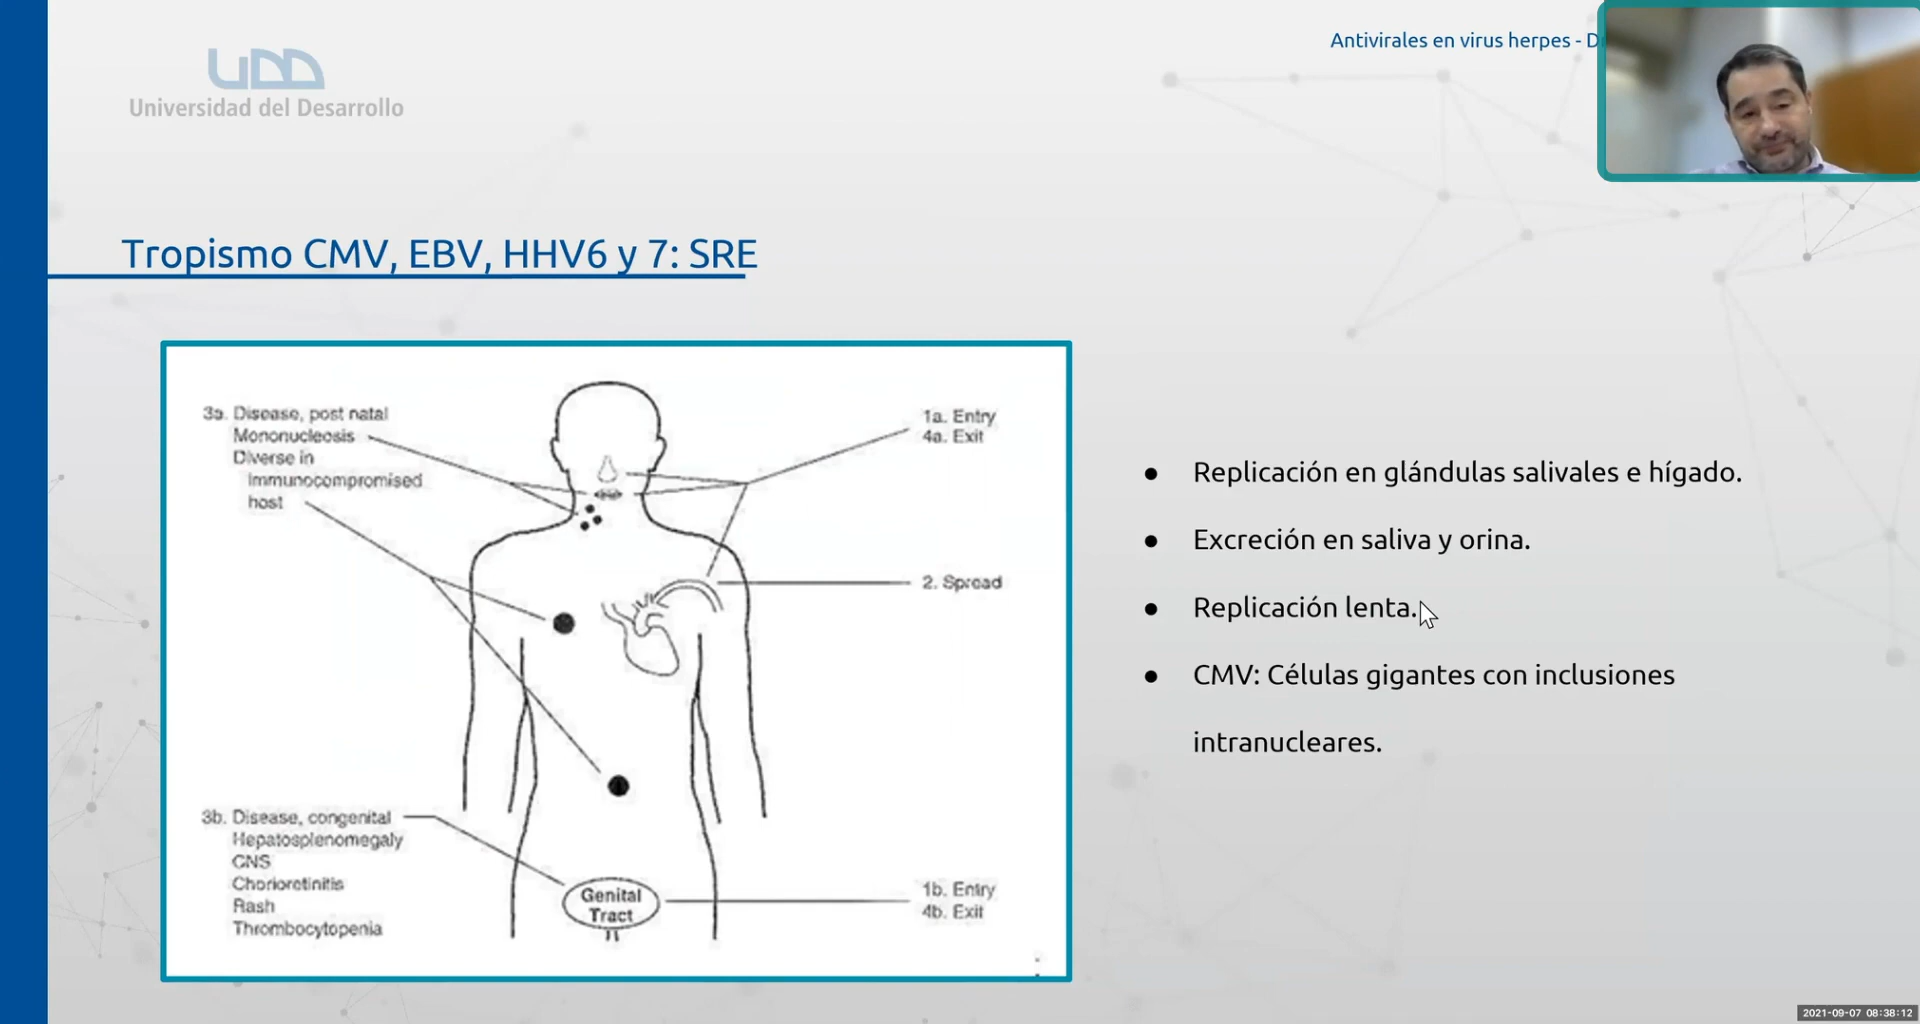 Antivirales en virus herpes - D
UDD
Universidad del Desarrollo
Tropismo CMV, EBV, HHV6 y 7: SRE
3a. Disease, post natal
Mononucleosis
Diverse in
immunocompromised
host
1a. Entry
4a. Exit
2. Spread
3b. Disease, congenital
Hepatosplenomegaly
CNS
Chorioretinitis
Rash
Thrombocytopenia
Genital
Tract
1b. Entry
4b. Exit
● Replicación en glándulas salivales e hígado.
● Excreción en saliva y orina.
● Replicación lenta.
● CMV: Células gigantes con inclusiones
intranucleares.
2021-09-07 08:38:12